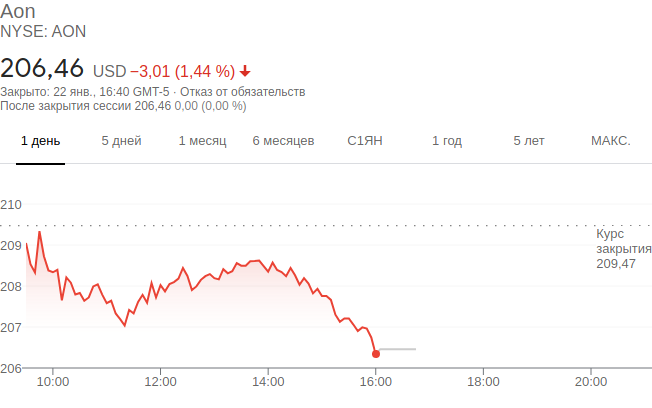 Aon
NYSE: AON
206,46 USD −3,01 (1,44 %)
Закрыто: 22 янв., 16:40 GMT-5 · Отказ от обязательств
После закрытия сессии 206,46 0,00 (0,00 %)
1 день 5 дней 1 месяц 6 месяцев С1ЯН 1 год 5 лет МАКС.
210
209
208
207
206
Курс
закрытия
209,47
10:00 12:00 14:00 16:00 18:00 20:00